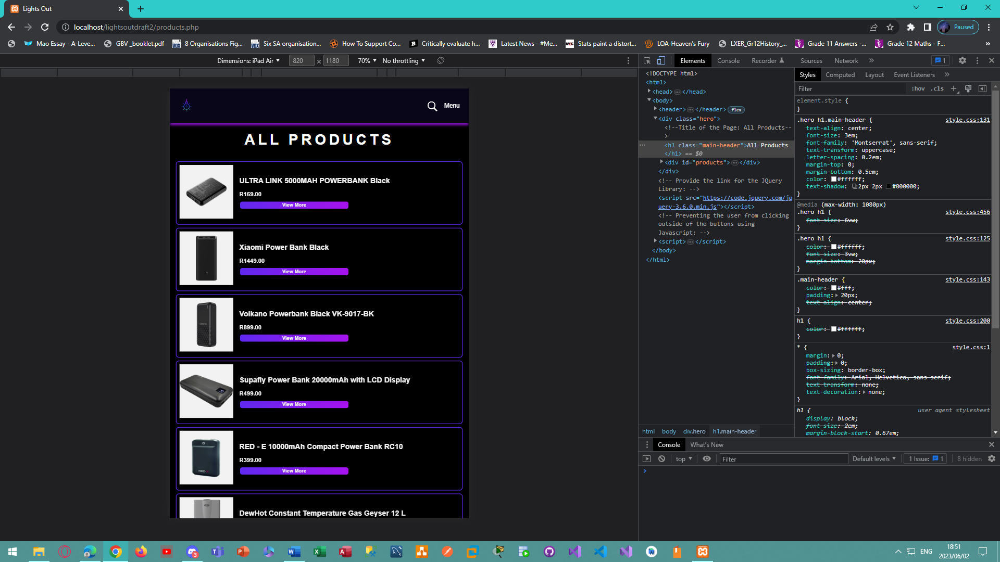 Lights Out
localhost/lightsoutdraft2/products.php
Paused
Mao Essay - A-Leve...
GBV _booklet.pdf
8 Organisations Fig...
Six SA organisation...
How To Support Co...
Critically evaluate h...
Latest News - #Me...
Stats paint a distort...
LOA-Heaven's Fury
LXER_Gr12History_...
Grade 11 Answers -...
Grade 12 Maths - F...
»
Dimensions: iPad Air
820 × 1180
70%
No throttling
Menu
ALL PRODUCTS
ULTRA LINK 5000MAH POWERBANK Black
R169.00
View More
Xiaomi Power Bank Black
R1449.00
View More
Volkano Powerbank Black VK-9017-BK
R899.00
View More
Supafly Power Bank 20000mAh with LCD Display
R499.00
View More
RED - E 10000mAh Compact Power Bank RC10
R399.00
View More
DewHot Constant Temperature Gas Geyser 12 L
Elements Console Recorder Sources Network » 1
<!DOCTYPE html>
<html>
<head>…</head>
<body>
<header>…</header> flex
<div class="hero">
<!--Title of the Page: All Products--
>
<h1 class="main-header">All Products
</h1> == $0
<div id="products">…</div>
</div>
<!-- Provide the link for the JQuery
Library: -->
<script src="https://code.jquery.com/jq
uery-3.6.0.min.js"></script>
<!-- Preventing the user from clicking
outside of the buttons using
Javascript: -->
<script>…</script>
</body>
</html>
html body div.hero h1.main-header
Styles Computed Layout Event Listeners »
Filter :hov .cls +
element.style {
}
.hero h1.main-header { style.css:131
text-align: center;
font-size: 3em;
font-family: 'Montserrat', sans-serif;
text-transform: uppercase;
letter-spacing: 0.2em;
margin-top: 0;
margin-bottom: 0.5em;
color: #ffffff;
text-shadow: 2px 2px #000000;
}
@media (max-width: 1080px)
.hero h1 { style.css:456
font-size: 6vw;
}
.hero h1 { style.css:125
color: #ffffff;
font-size: 3vw;
margin-bottom: 20px;
}
.main-header { style.css:143
color: #fff;
padding: 20px;
text-align: center;
}
h1 { style.css:200
color: #ffffff;
}
* { style.css:1
margin: 0;
padding: 0;
box-sizing: border-box;
font-family: Arial, Helvetica, sans-serif;
text-transform: none;
text-decoration: none;
}
h1 { user agent stylesheet
display: block;
font-size: 2em;
margin-block-start: 0.67em;
Console What's New
top Filter Default levels 1 Issue: 1 8 hidden
3
ENG
18:51
2023/06/02